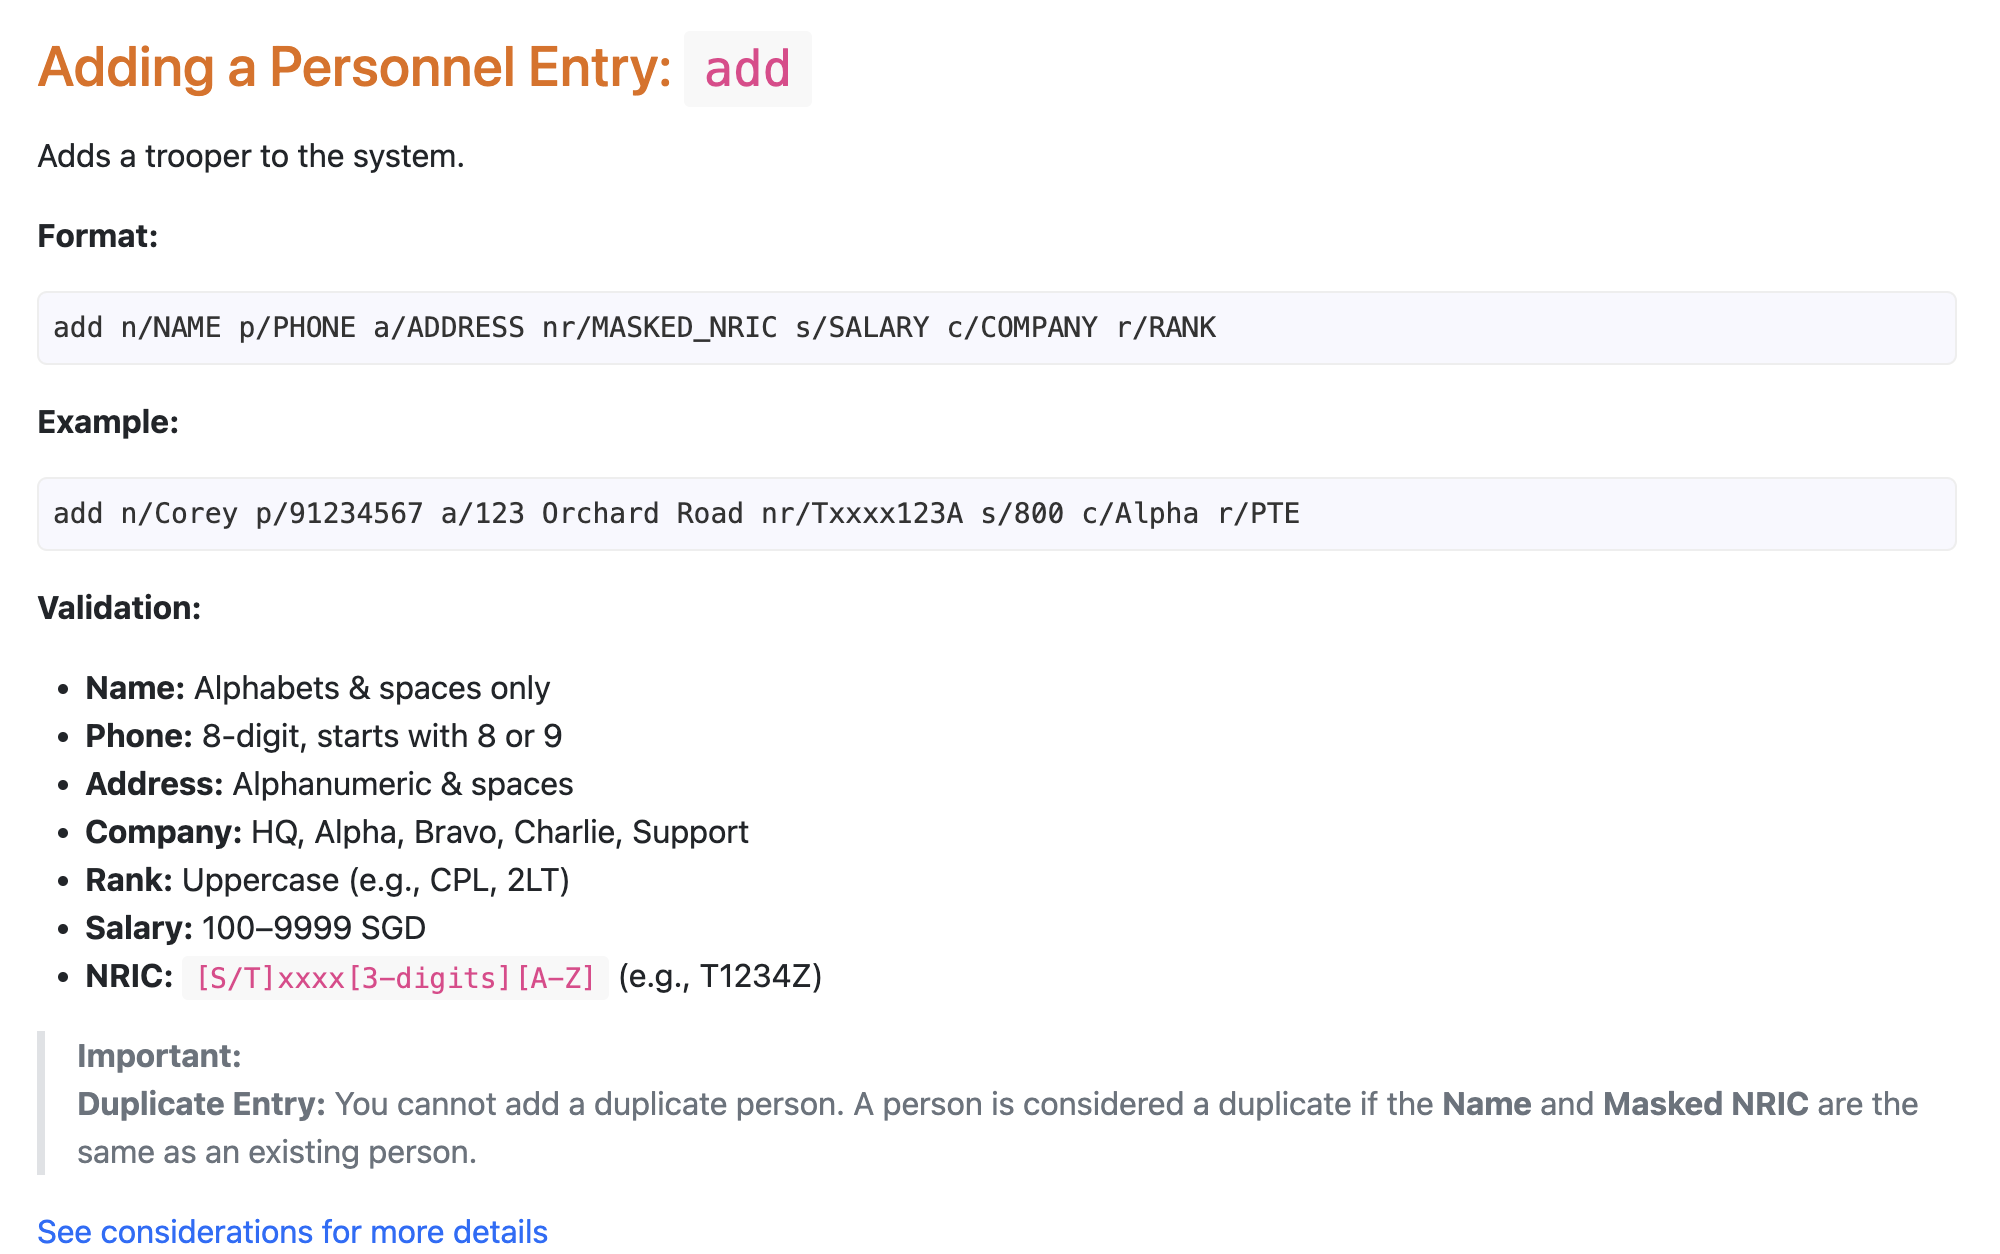 Adding a Personnel Entry: add
Adds a trooper to the system.
Format:
add n/NAME p/PHONE a/ADDRESS nr/MASKED_NRIC s/SALARY c/COMPANY r/RANK
Example:
add n/Corey p/91234567 a/123 Orchard Road nr/Txxxx123A s/800 c/Alpha r/PTE
Validation:
• Name: Alphabets & spaces only
• Phone: 8-digit, starts with 8 or 9
• Address: Alphanumeric & spaces
• Company: HQ, Alpha, Bravo, Charlie, Support
• Rank: Uppercase (e.g., CPL, 2LT)
• Salary: 100–9999 SGD
• NRIC: [S/T]xxxx[3-digits][A-Z] (e.g., T1234Z)
Important:
Duplicate Entry: You cannot add a duplicate person. A person is considered a duplicate if the Name and Masked NRIC are the
same as an existing person.
See considerations for more details